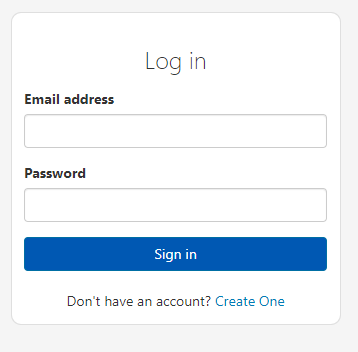 Log in
Email address
Password
Sign in
Don't have an account? Create One